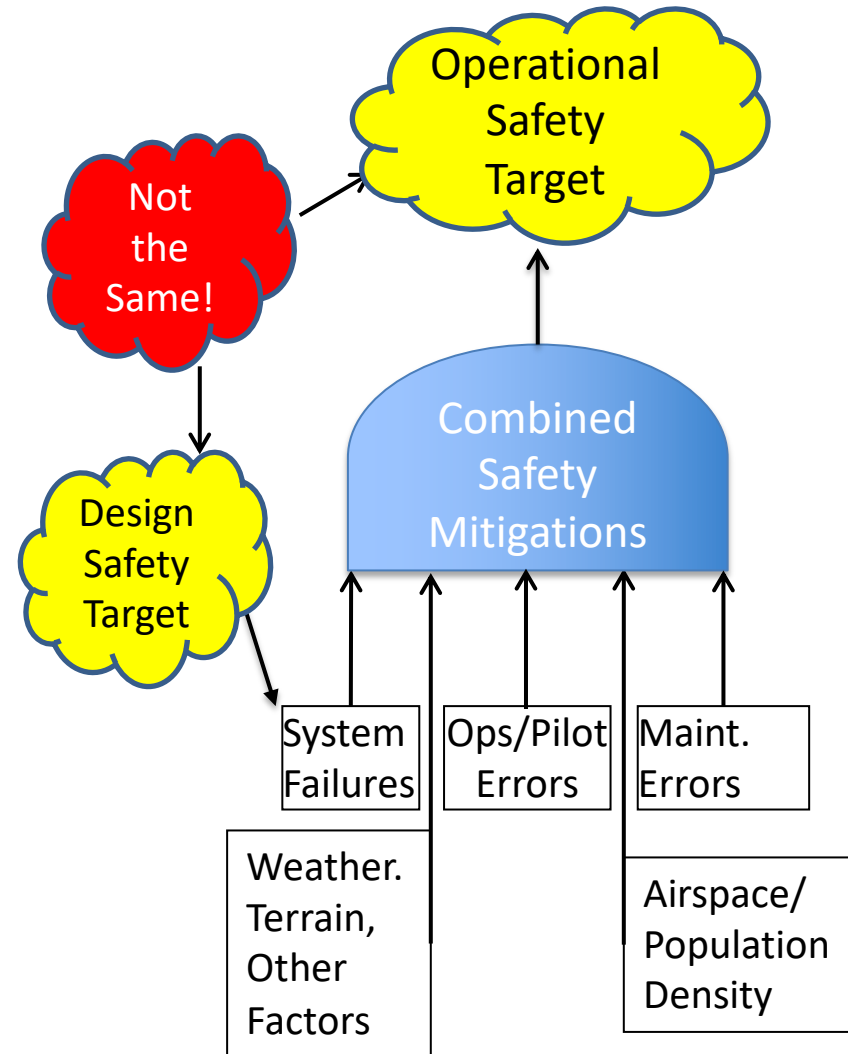 Operational
Safety
Target
Not
the
Same!
Combined
Safety
Mitigations
Design
Safety
Target
System
Failures
Ops/Pilot
Errors
Maint.
Errors
Weather.
Terrain,
Other
Factors
Airspace/
Population
Density